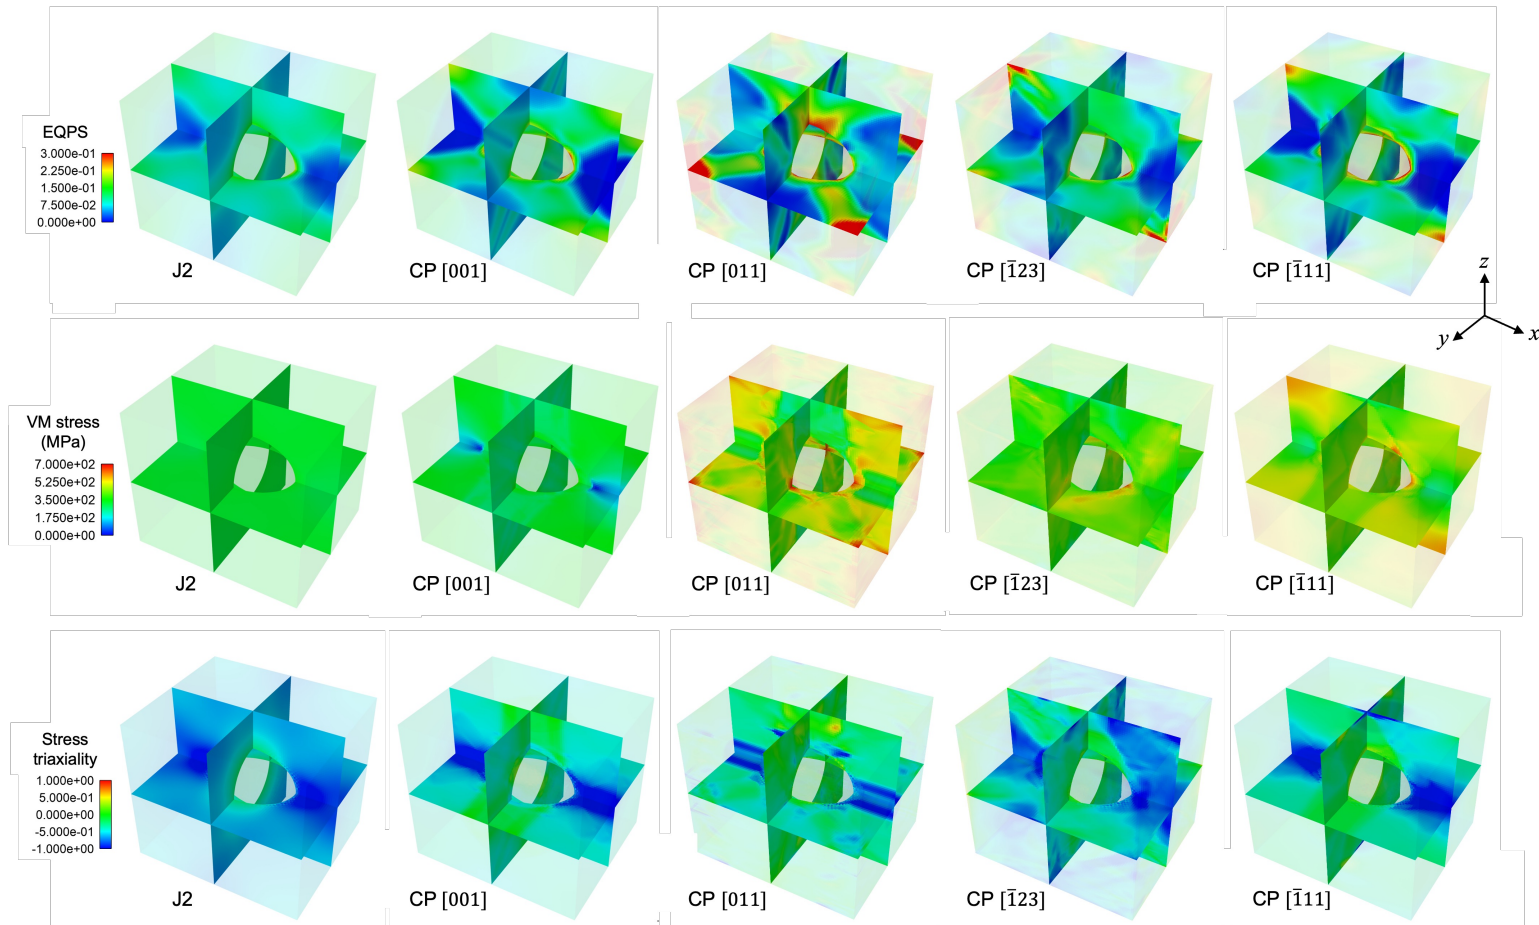 EQPS
3.000e-01
2.250e-01
1.500e-01
7.500e-02
0.000e+00
J2
CP [001]
CP [011]
CP [1̅23]
CP [1̅11]
z
y
x
VM stress
(MPa)
7.000e+02
5.250e+02
3.500e+02
1.750e+02
0.000e+00
J2
CP [001]
CP [011]
CP [1̅23]
CP [1̅11]
Stress
triaxiality
1.000e+00
5.000e-01
0.000e+00
-5.000e-01
-1.000e+00
J2
CP [001]
CP [011]
CP [1̅23]
CP [1̅11]